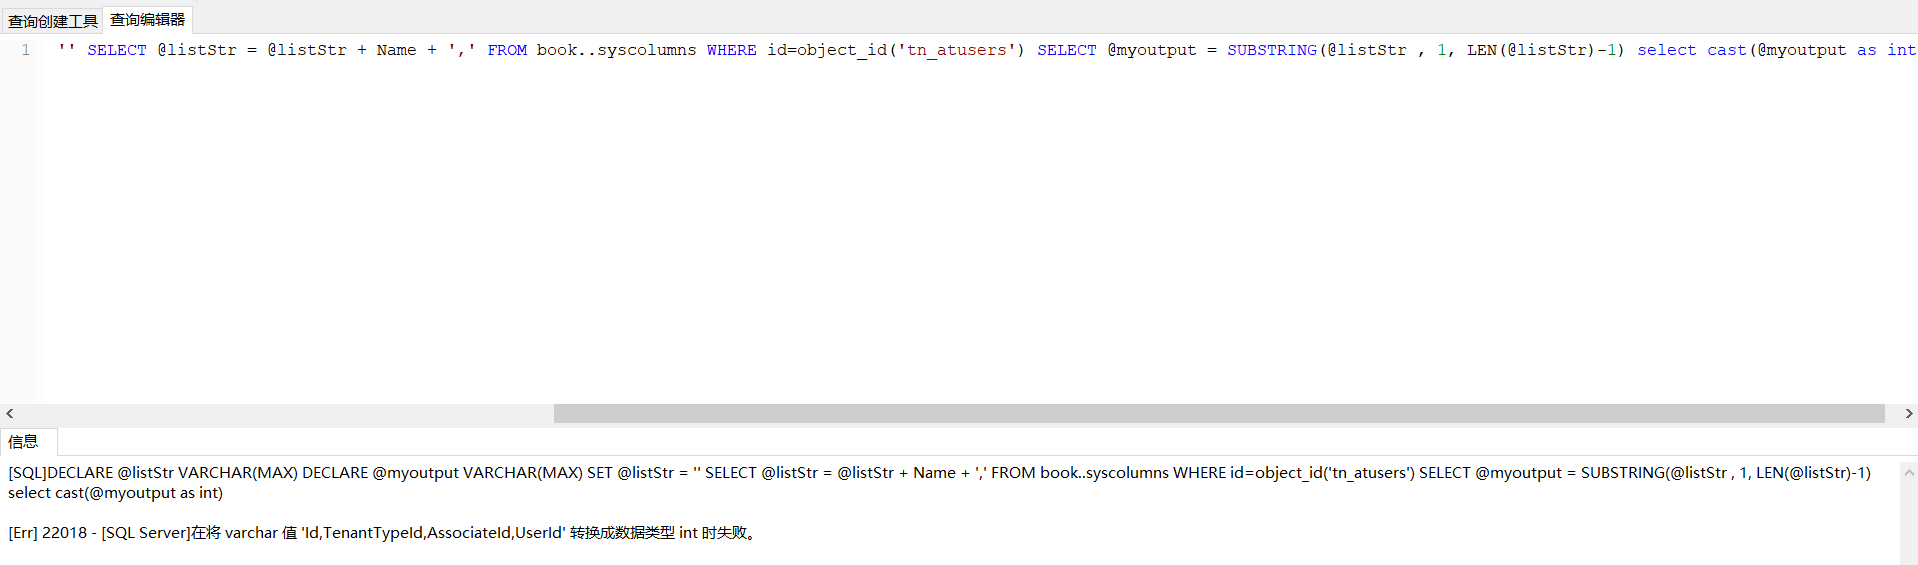 查询创建工具 查询编辑器
1 '' SELECT @listStr = @listStr + Name + ',' FROM book..syscolumns WHERE id=object_id('tn_atusers') SELECT @myoutput = SUBSTRING(@listStr , 1, LEN(@listStr)-1) select cast(@myoutput as int
信息
[SQL]DECLARE @listStr VARCHAR(MAX) DECLARE @myoutput VARCHAR(MAX) SET @listStr = '' SELECT @listStr = @listStr + Name + ',' FROM book..syscolumns WHERE id=object_id('tn_atusers') SELECT @myoutput = SUBSTRING(@listStr , 1, LEN(@listStr)-1)
select cast(@myoutput as int)
[Err] 22018 - [SQL Server]在将 varchar 值 'Id,TenantTypeId,AssociateId,UserId' 转换成数据类型 int 时失败。